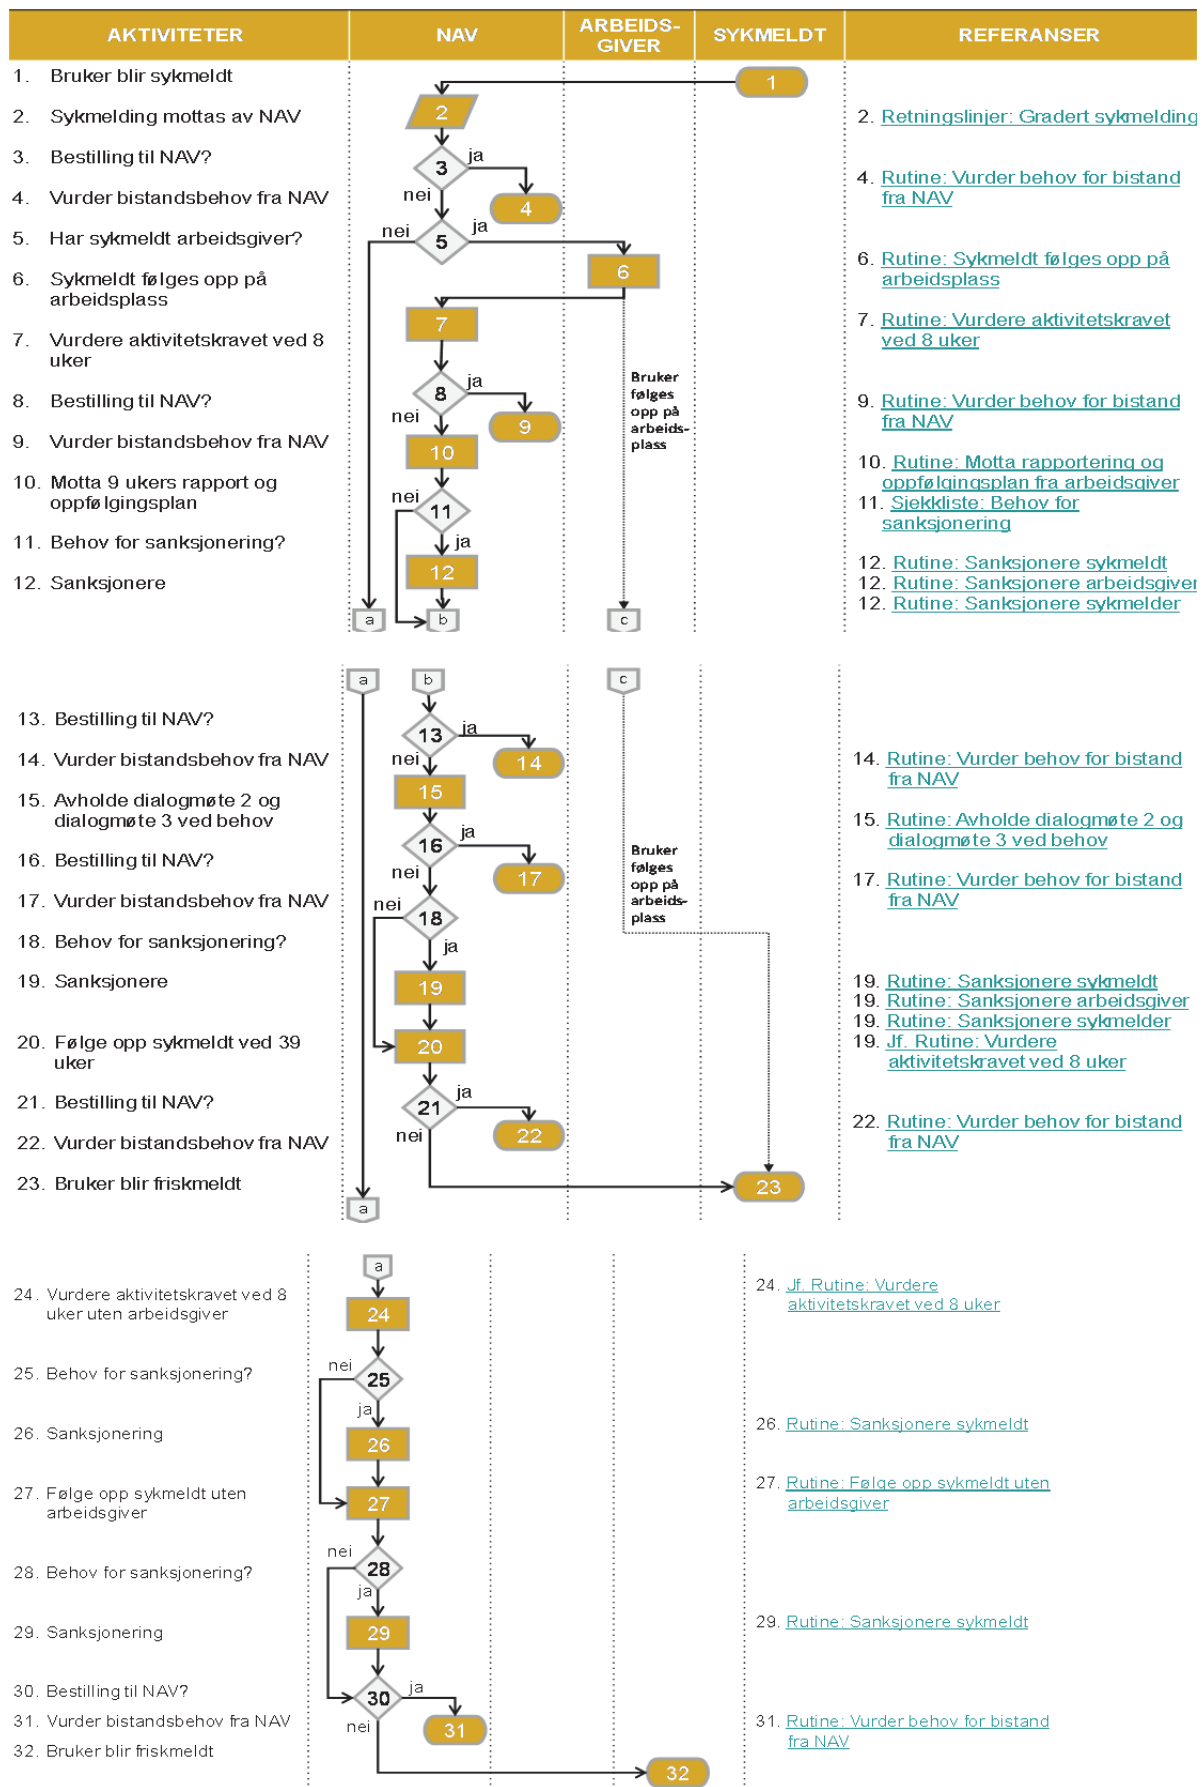 AKTIVITETER
NAV
ARBEIDS-
GIVER
SYKMELDT
REFERANSER
1. Bruker blir sykmeldt
1
2. Sykmelding mottas av NAV
2
2. Retningslinjer: Gradert sykmelding
3. Bestilling til NAV?
3
ja
nei
4. Vurder bistandsbehov fra NAV
4
4. Rutine: Vurder behov for bistand
fra NAV
5. Har sykmeldt arbeidsgiver?
nei
5
ja
6. Sykmeldt følges opp på
arbeidsplass
6
6. Rutine: Sykmeldt følges opp på
arbeidsplass
7. Vurdere aktivitetskravet ved 8
uker
7
7. Rutine: Vurdere aktivitetskravet
ved 8 uker
8. Bestilling til NAV?
8
ja
nei
Bruker
følges
opp på
arbeids-
plass
9. Vurder bistandsbehov fra NAV
9
9. Rutine: Vurder behov for bistand
fra NAV
10. Motta 9 ukers rapport og
oppfølgingsplan
10
10. Rutine: Motta rapportering og
oppfølgingsplan fra arbeidsgiver
11. Behov for sanksjonering?
nei
11
ja
11. Sjekkliste: Behov for
sanksjonering
12. Sanksjonere
12
12. Rutine: Sanksjonere sykmeldt
12. Rutine: Sanksjonere arbeidsgiver
12. Rutine: Sanksjonere sykmelder
a
b
c
a
b
c
13. Bestilling til NAV?
13
ja
nei
14. Vurder bistandsbehov fra NAV
14
14. Rutine: Vurder behov for bistand
fra NAV
15. Avholde dialogmøte 2 og
dialogmøte 3 ved behov
15
15. Rutine: Avholde dialogmøte 2 og
dialogmøte 3 ved behov
16. Bestilling til NAV?
16
ja
nei
Bruker
følges
opp på
arbeids-
plass
17. Vurder bistandsbehov fra NAV
17
17. Rutine: Vurder behov for bistand
fra NAV
18. Behov for sanksjonering?
nei
18
ja
19. Sanksjonere
19
19. Rutine: Sanksjonere sykmeldt
19. Rutine: Sanksjonere arbeidsgiver
19. Rutine: Sanksjonere sykmelder
19. Jf. Rutine: Vurdere
aktivitetskravet ved 8 uker
20. Følge opp sykmeldt ved 39
uker
20
21. Bestilling til NAV?
21
ja
nei
22. Vurder bistandsbehov fra NAV
22
22. Rutine: Vurder behov for bistand
fra NAV
23. Bruker blir friskmeldt
23
a
a
24. Vurdere aktivitetskravet ved 8
uker uten arbeidsgiver
24
24. Jf. Rutine: Vurdere
aktivitetskravet ved 8 uker
25. Behov for sanksjonering?
nei
25
ja
26. Sanksjonering
26
26. Rutine: Sanksjonere sykmeldt
27. Følge opp sykmeldt uten
arbeidsgiver
27
27. Rutine: Følge opp sykmeldt uten
arbeidsgiver
28. Behov for sanksjonering?
nei
28
ja
29. Sanksjonering
29
29. Rutine: Sanksjonere sykmeldt
30. Bestilling til NAV?
30
ja
nei
31. Vurder bistandsbehov fra NAV
31
31. Rutine: Vurder behov for bistand
fra NAV
32. Bruker blir friskmeldt
32